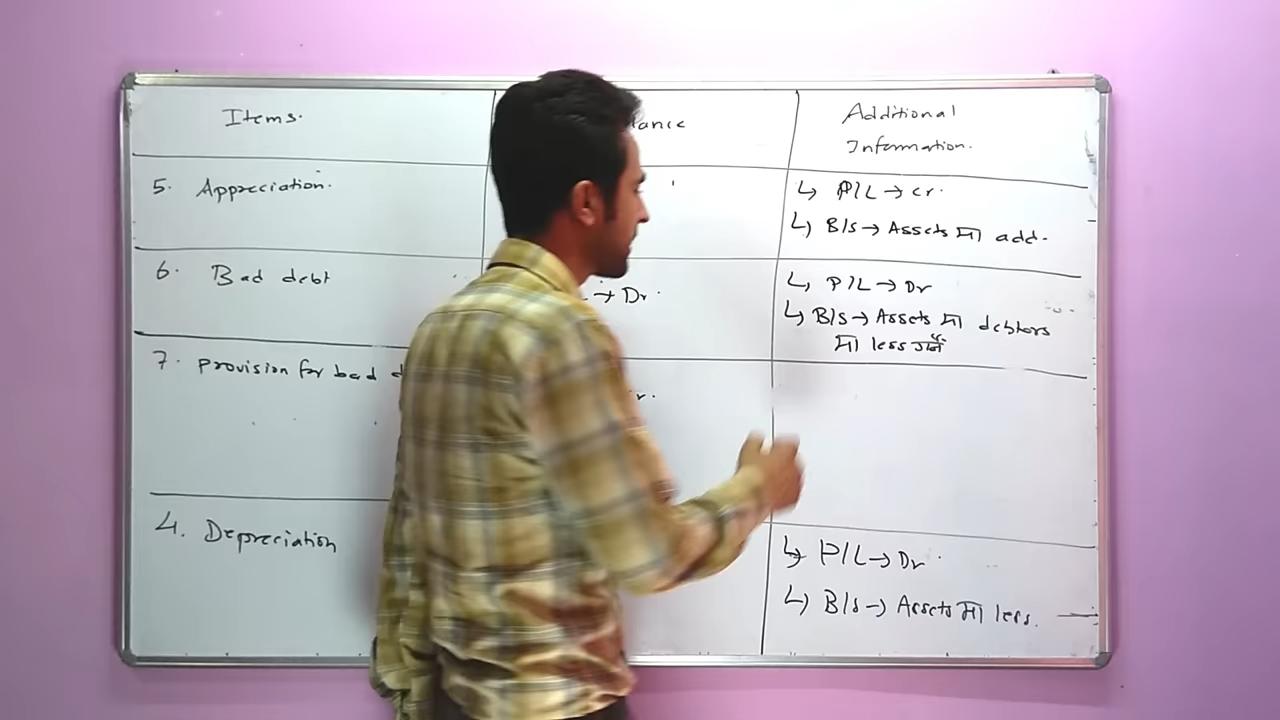 Items.
Additional
Information.
5. Appreciation.
↳ P/L → cr.
↳ B/s → Assets मा add.
6. Bad debt
→ Dr.
↳ P/L → Dr
↳ B/s → Assets मा debtors
मा less गर्ने
7. provision for bad
4. Depreciation
↳ P/L → Dr.
↳ B/s → Assets मा less.